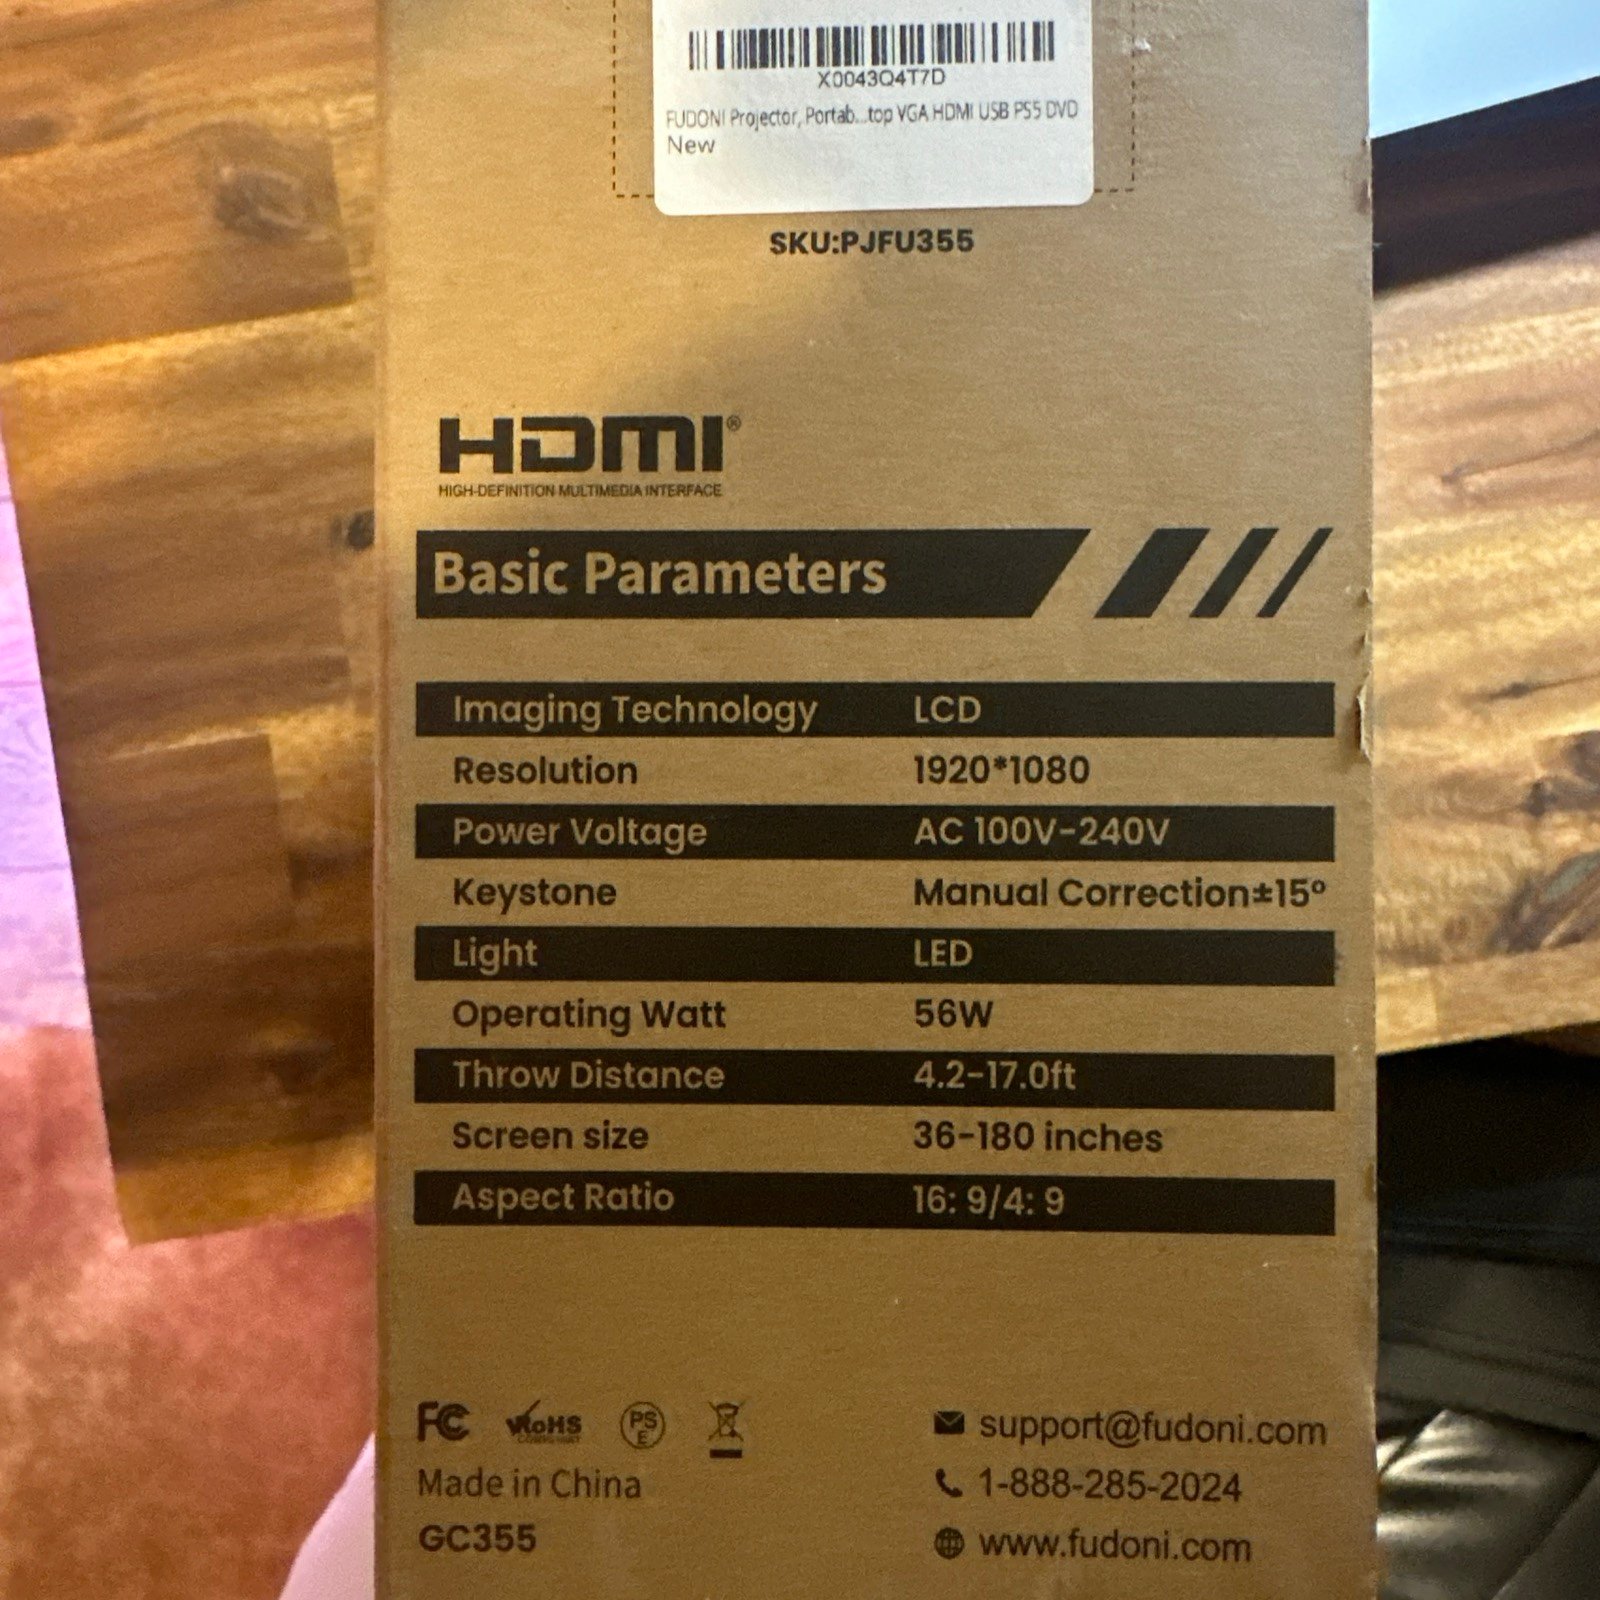 X0043Q4T7D
FUDONI Projector, Portab...top VGA HDMI USB PS5 DVD
New
SKU:PJFU355
HDMI®
HIGH-DEFINITION MULTIMEDIA INTERFACE
Basic Parameters
Imaging Technology LCD
Resolution 1920*1080
Power Voltage AC 100V-240V
Keystone Manual Correction±15°
Light LED
Operating Watt 56W
Throw Distance 4.2-17.0ft
Screen size 36-180 inches
Aspect Ratio 16: 9/4: 9
FC RoHS PS E
COMPLIANT
support@fudoni.com
Made in China
1-888-285-2024
GC355
www.fudoni.com